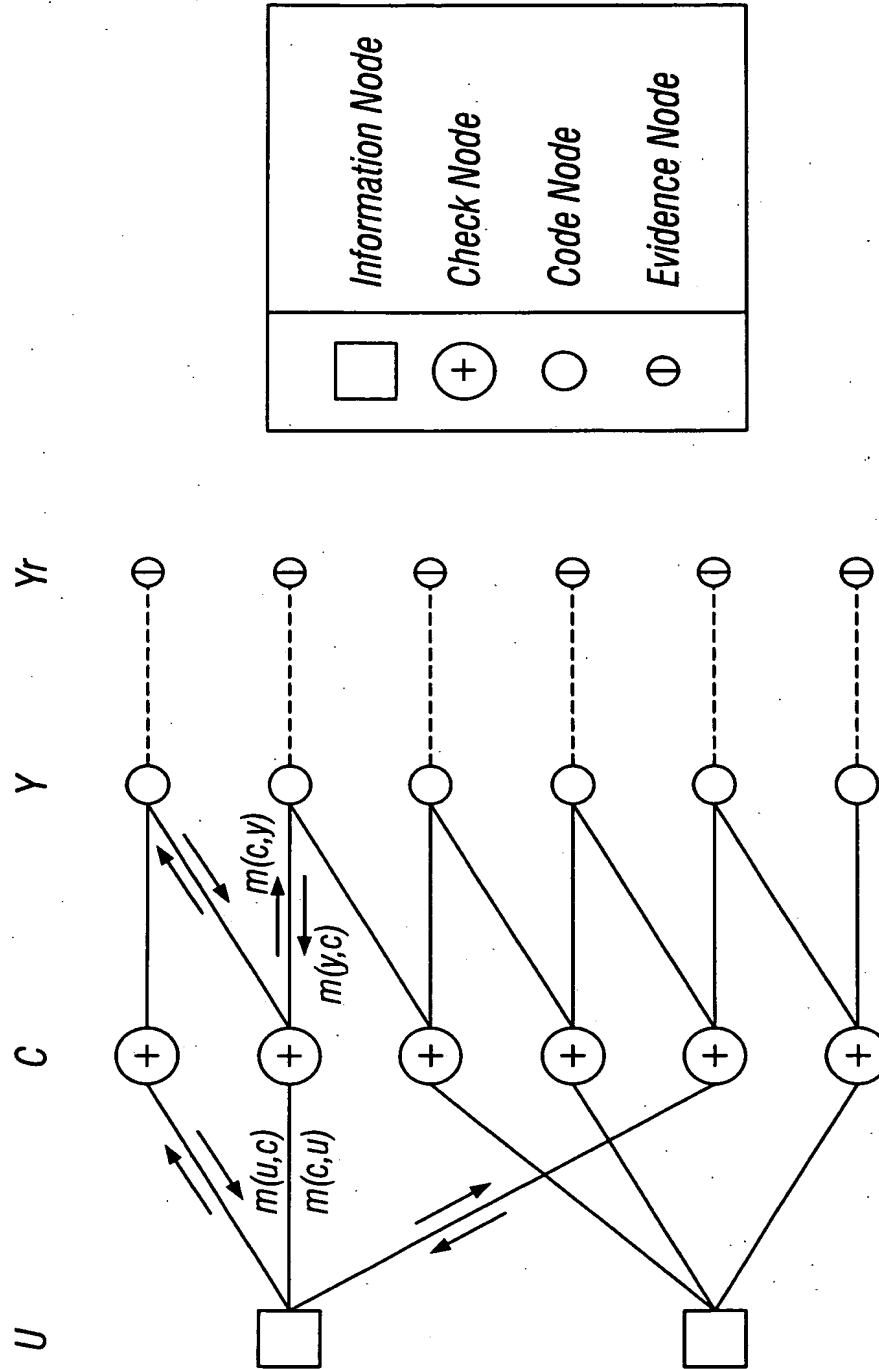 U
C
Y
Yr
m(u,c)
m(c,u)
m(c,y)
m(y,c)
+
+
+
+
+
+
Information Node
+ Check Node
Code Node
Evidence Node